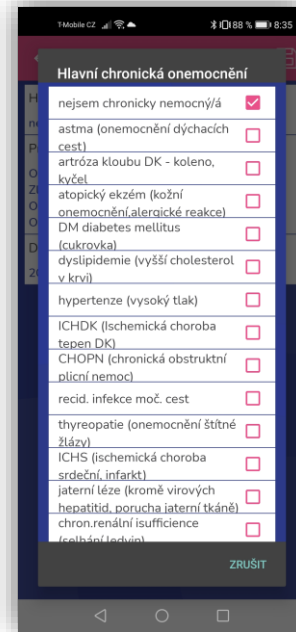 T-Mobile CZ 88 % 8:35
Hlavní chronická onemocnění
nejsem chronicky nemocný/á
astma (onemocnění dýchacích
cest)
artróza kloubu DK - koleno,
kyčel
atopický ekzém (kožní
onemocnění,alergické reakce)
DM diabetes mellitus
(cukrovka)
dyslipidemie (vyšší cholesterol
v krvi)
hypertenze (vysoký tlak)
ICHDK (Ischemická choroba
tepen DK)
CHOPN (chronická obstruktní
plicní nemoc)
recid. infekce moč. cest
thyreopatie (onemocnění štítné
žlázy)
ICHS (ischemická choroba
srdeční, infarkt)
jaterní léze (kromě virových
hepatitid, porucha jaterní tkáně)
chron.renální isufficience
(selhání ledvin)
ZRUŠIT